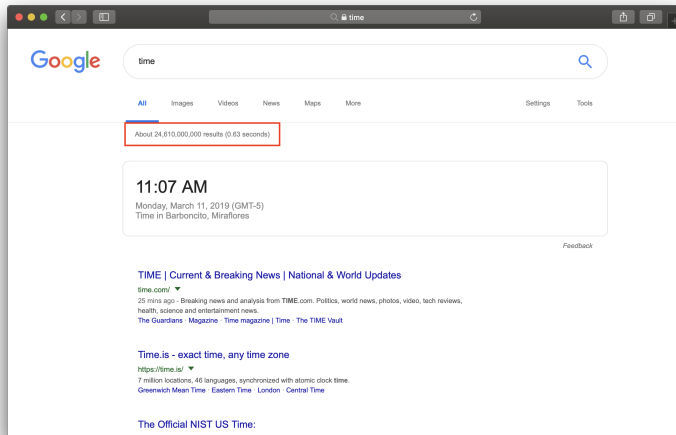 time
Google
time
All Images Videos News Maps More Settings Tools
About 24,610,000,000 results (0.63 seconds)
11:07 AM
Monday, March 11, 2019 (GMT-5)
Time in Barboncito, Miraflores
Feedback
TIME | Current & Breaking News | National & World Updates
time.com/
25 mins ago - Breaking news and analysis from TIME.com. Politics, world news, photos, video, tech reviews,
health, science and entertainment news.
The Guardians · Magazine · Time magazine | Time · The TIME Vault
Time.is - exact time, any time zone
https://time.is/
7 million locations, 46 languages, synchronized with atomic clock time.
Greenwich Mean Time · Eastern Time · London · Central Time
The Official NIST US Time: